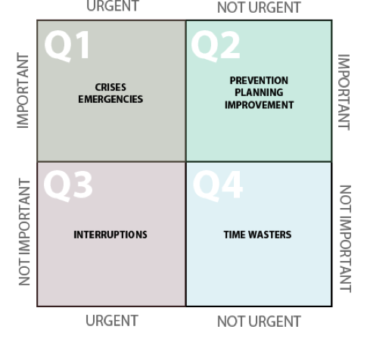 URGENT
NOT URGENT
Q1
Q2
IMPORTANT
CRISES
EMERGENCIES
PREVENTION
PLANNING
IMPROVEMENT
IMPORTANT
Q3
Q4
NOT IMPORTANT
INTERRUPTIONS
TIME WASTERS
NOT IMPORTANT
URGENT
NOT URGENT